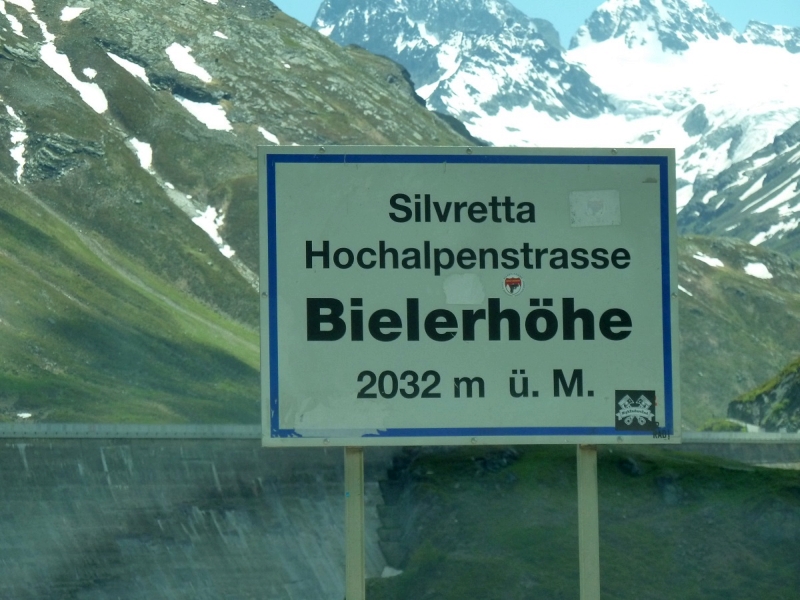 Silvretta
Hochalpenstrasse
Bielerhöhe
2032 m ü. M.